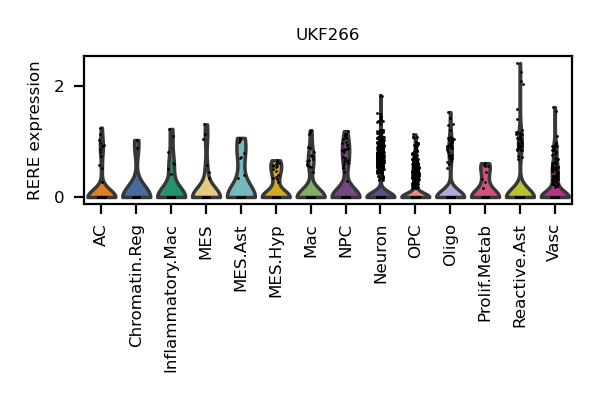 UKF266
RERE expression
2
0
AC
Chromatin.Reg
Inflammatory.Mac
MES
MES.Ast
MES.Hyp
Mac
NPC
Neuron
OPC
Oligo
Prolif.Metab
Reactive.Ast
Vasc